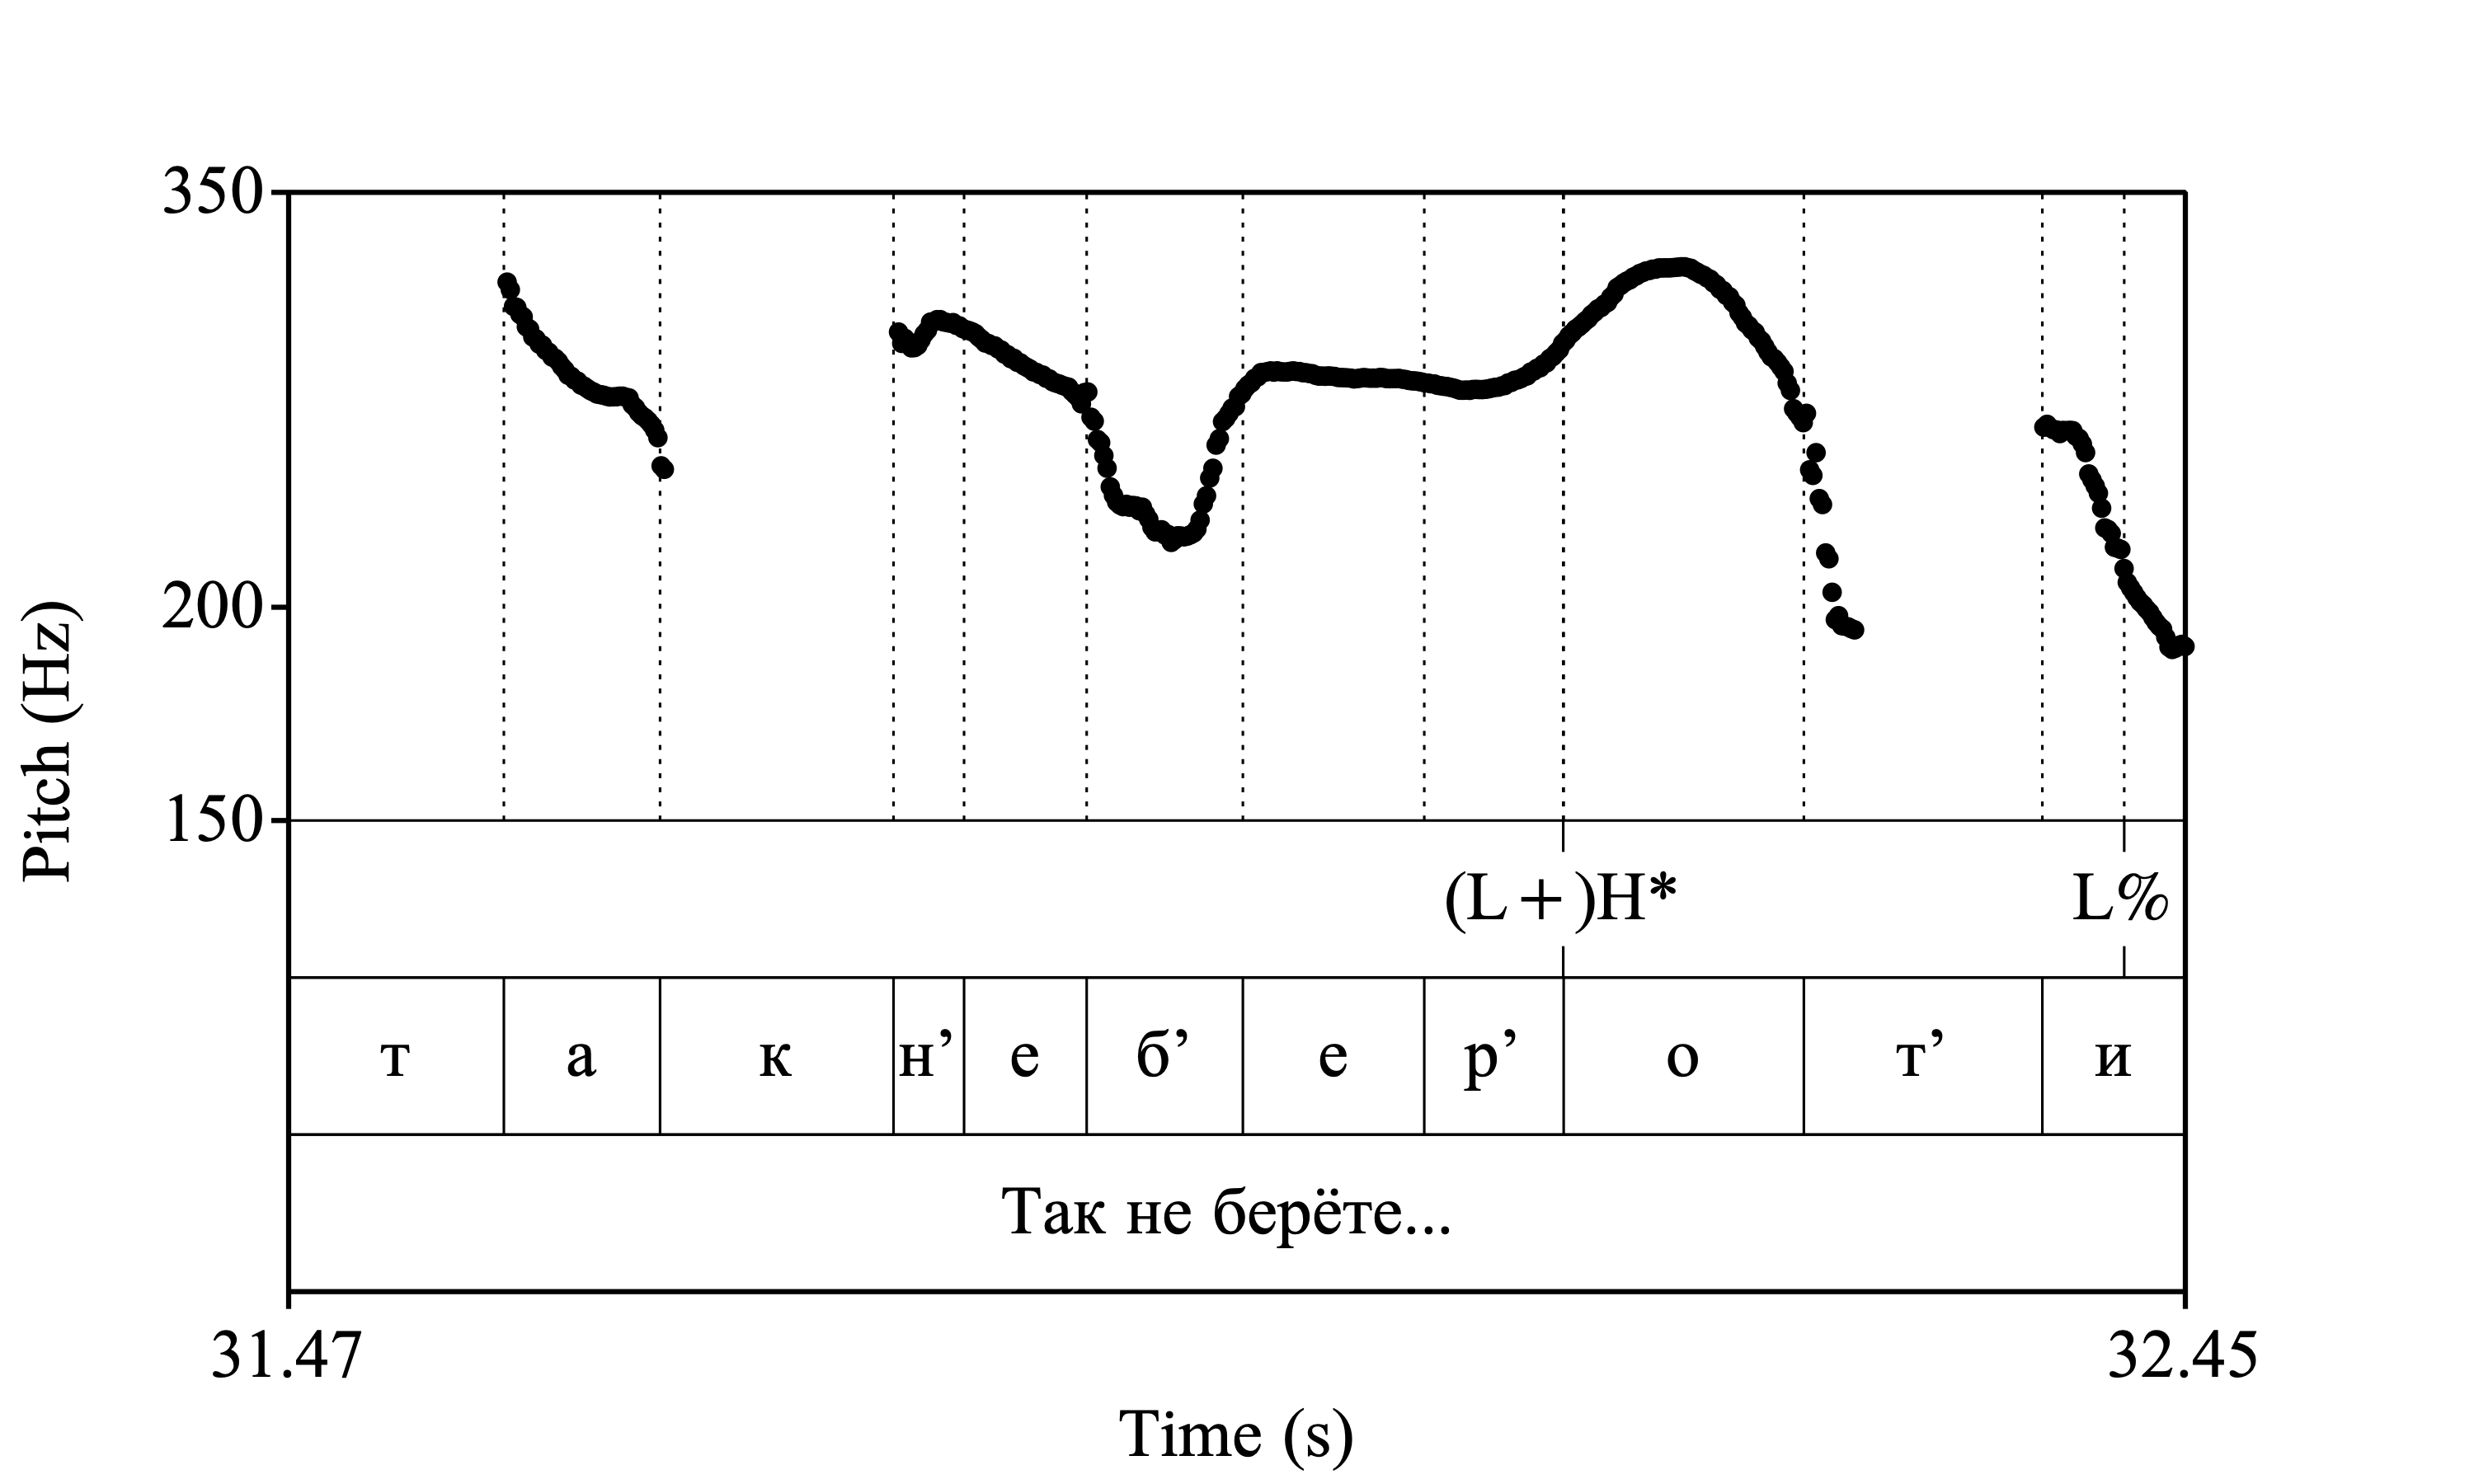 350
200
150
Pitch (Hz)
(L+)H* L%
т а к н’ е б’ е р’ о т’ и
Так не берёте...
31.47 32.45
Time (s)